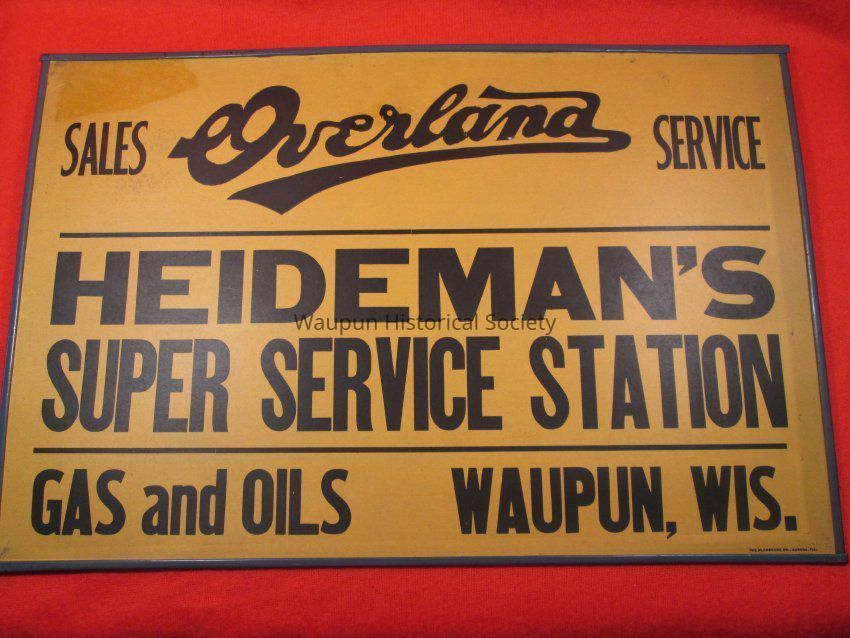 SALES Overland SERVICE
HEIDEMAN'S
Waupun Historical Society
SUPER SERVICE STATION
GAS and OILS WAUPUN, WIS.